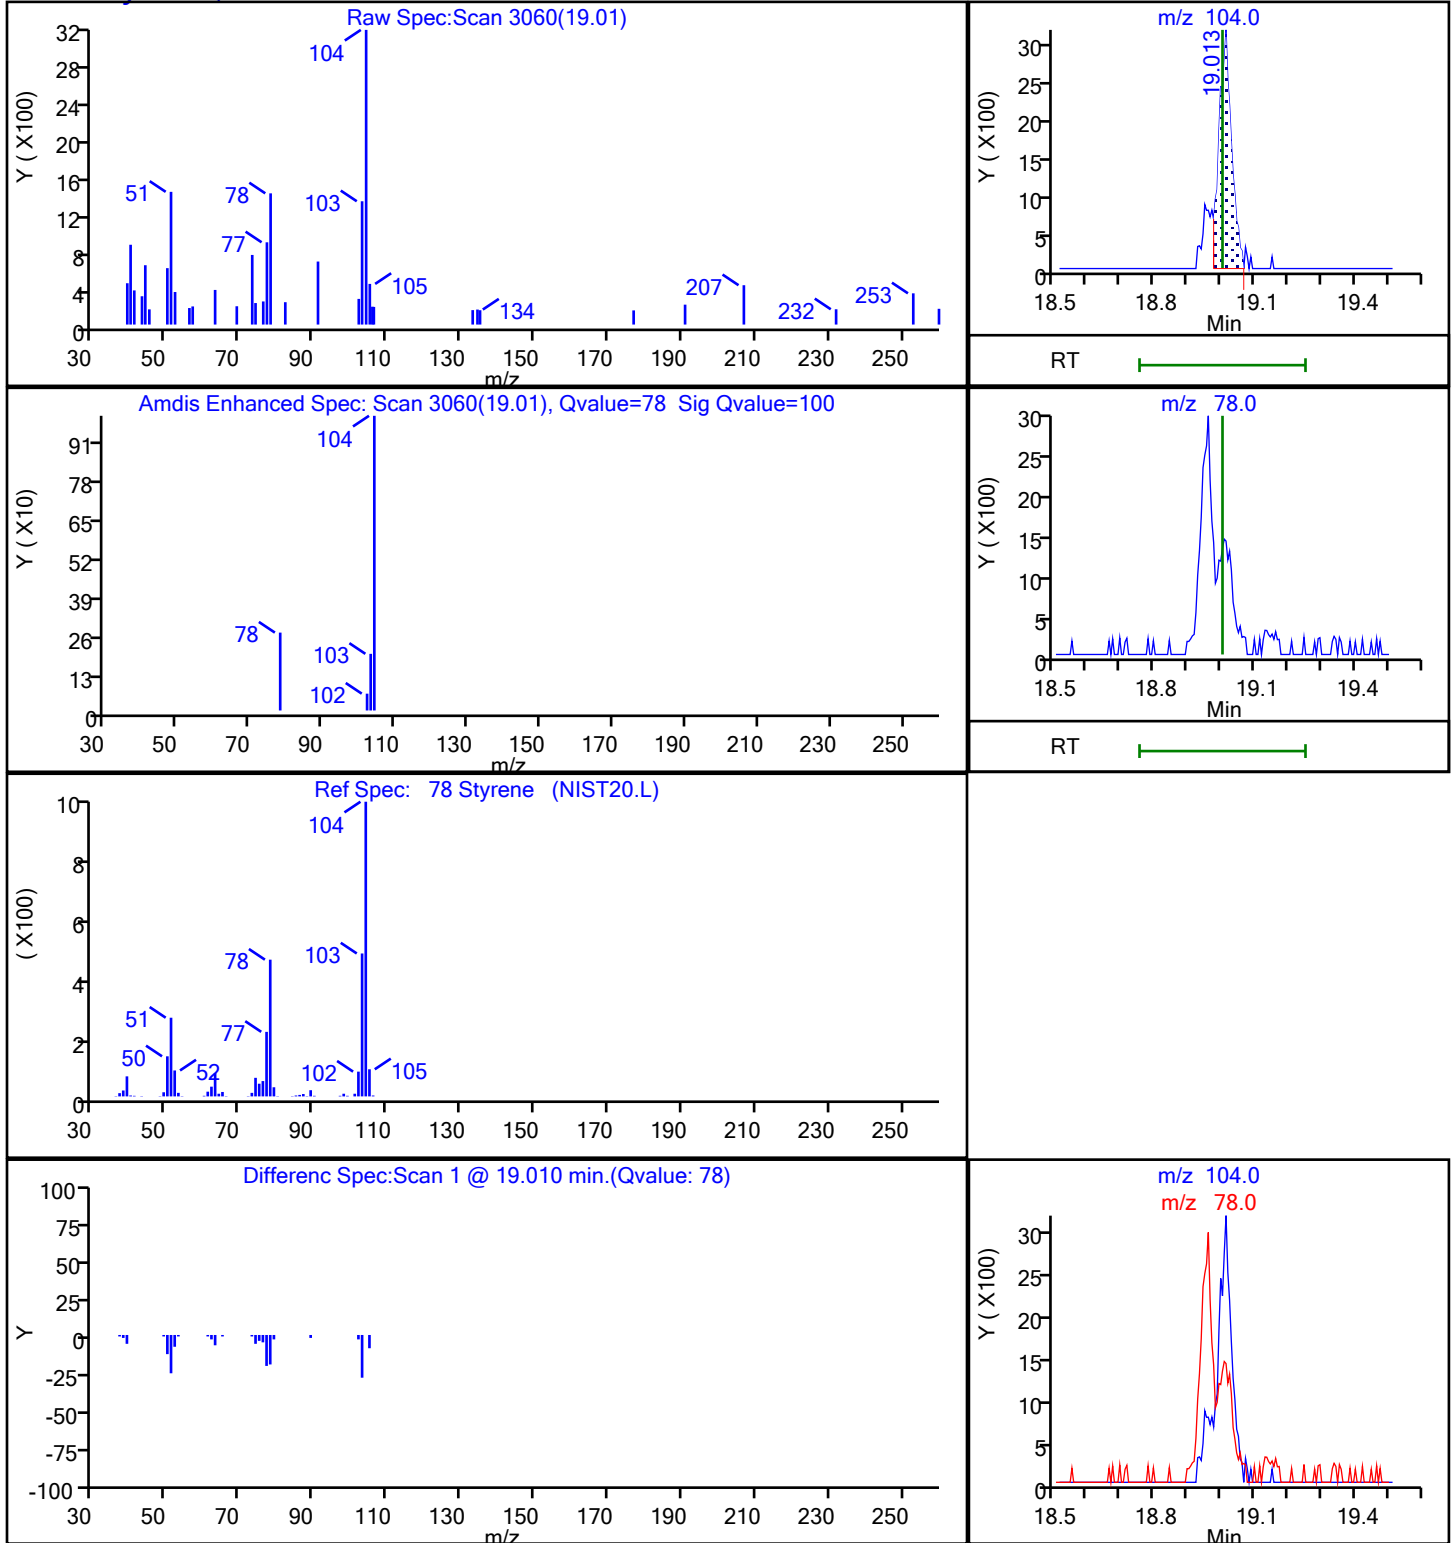 Raw Spec:Scan 3060(19.01)
Y ( X100)
32
28
24
20
16
12
8
4
0
104
51
78
77
103
105
134
207
232
253
30 50 70 90 110 130 150 170 190 210 230 250
m/z
m/z 104.0
Y ( X100)
30
25
20
15
10
5
0
19.013
18.5 18.8 19.1 19.4
Min
RT
Amdis Enhanced Spec: Scan 3060(19.01), Qvalue=78 Sig Qvalue=100
Y ( X10)
91
78
65
52
39
26
13
0
104
78
103
102
30 50 70 90 110 130 150 170 190 210 230 250
m/z
m/z 78.0
Y ( X100)
30
25
20
15
10
5
0
18.5 18.8 19.1 19.4
Min
RT
Ref Spec: 78 Styrene (NIST20.L)
( X100)
10
8
6
4
2
0
104
103
78
51
77
50
52
102
105
30 50 70 90 110 130 150 170 190 210 230 250
Differenc Spec:Scan 1 @ 19.010 min.(Qvalue: 78)
Y
100
75
50
25
0
-25
-50
-75
-100
30 50 70 90 110 130 150 170 190 210 230 250
m/z
m/z 104.0
m/z 78.0
Y ( X100)
30
25
20
15
10
5
0
18.5 18.8 19.1 19.4
Min